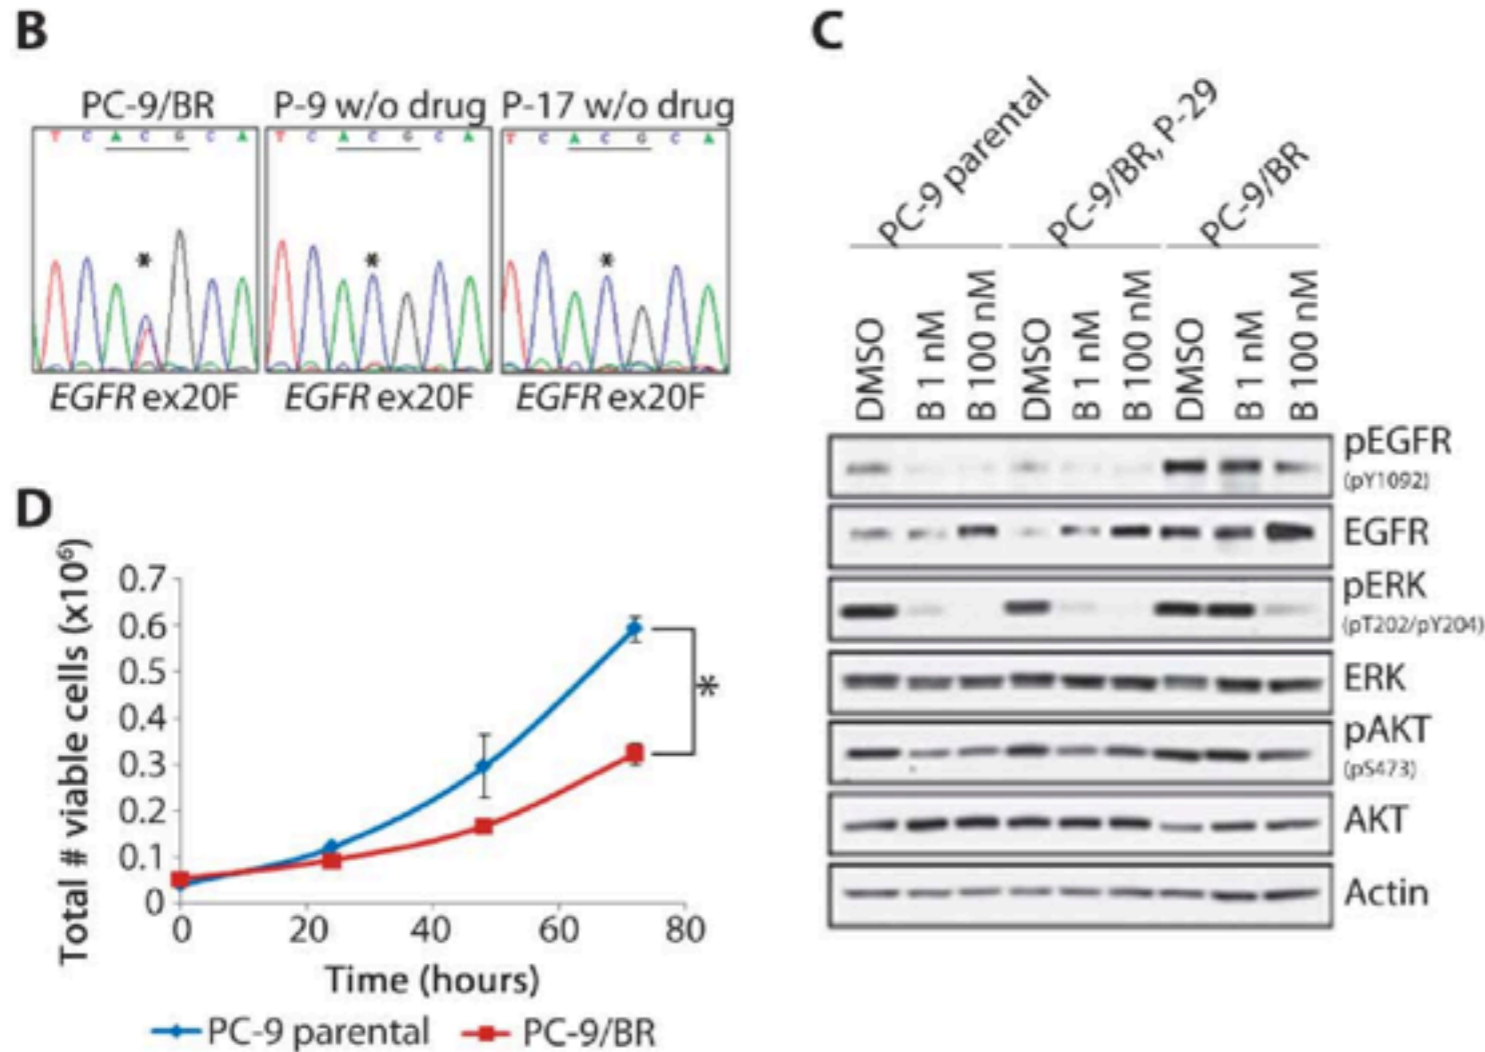 B
PC-9/BR
P-9 w/o drug
P-17 w/o drug
T C A C G C A
T C A C G C A
T C A C G C A
*
*
*
EGFR ex20F
EGFR ex20F
EGFR ex20F
C
PC-9 parental
PC-9/BR, P-29
PC-9/BR
DMSO
B 1 nM
B 100 nM
DMSO
B 1 nM
B 100 nM
DMSO
B 1 nM
B 100 nM
pEGFR
(pY1092)
EGFR
pERK
(pT202/pY204)
ERK
pAKT
(pS473)
AKT
Actin
D
Total # viable cells (x10⁶)
0.7
0.6
0.5
0.4
0.3
0.2
0.1
0
*
0 20 40 60 80
Time (hours)
PC-9 parental
PC-9/BR